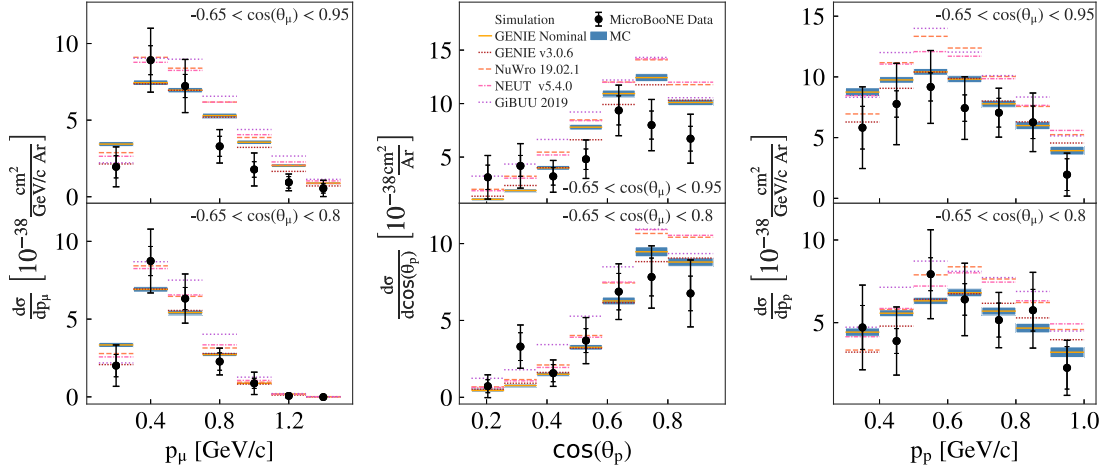 -0.65 < cos(θμ) < 0.95
10
5
0
dσ/dpμ [10⁻³⁸ cm²/GeV/c Ar]
Simulation
GENIE Nominal
GENIE v3.0.6
NuWro 19.02.1
NEUT v5.4.0
GiBUU 2019
MicroBooNE Data
MC
15
10
5
dσ/dcos(θp) [10⁻³⁸cm²/Ar]
-0.65 < cos(θμ) < 0.95
-0.65 < cos(θμ) < 0.95
15
10
5
0
dσ/dpp [10⁻³⁸ cm²/GeV/c Ar]
-0.65 < cos(θμ) < 0.8
10
5
0
0.4 0.8 1.2
pμ [GeV/c]
-0.65 < cos(θμ) < 0.8
10
5
0
0.2 0.4 0.6 0.8
cos(θp)
-0.65 < cos(θμ) < 0.8
10
5
0.4 0.6 0.8 1.0
pp [GeV/c]